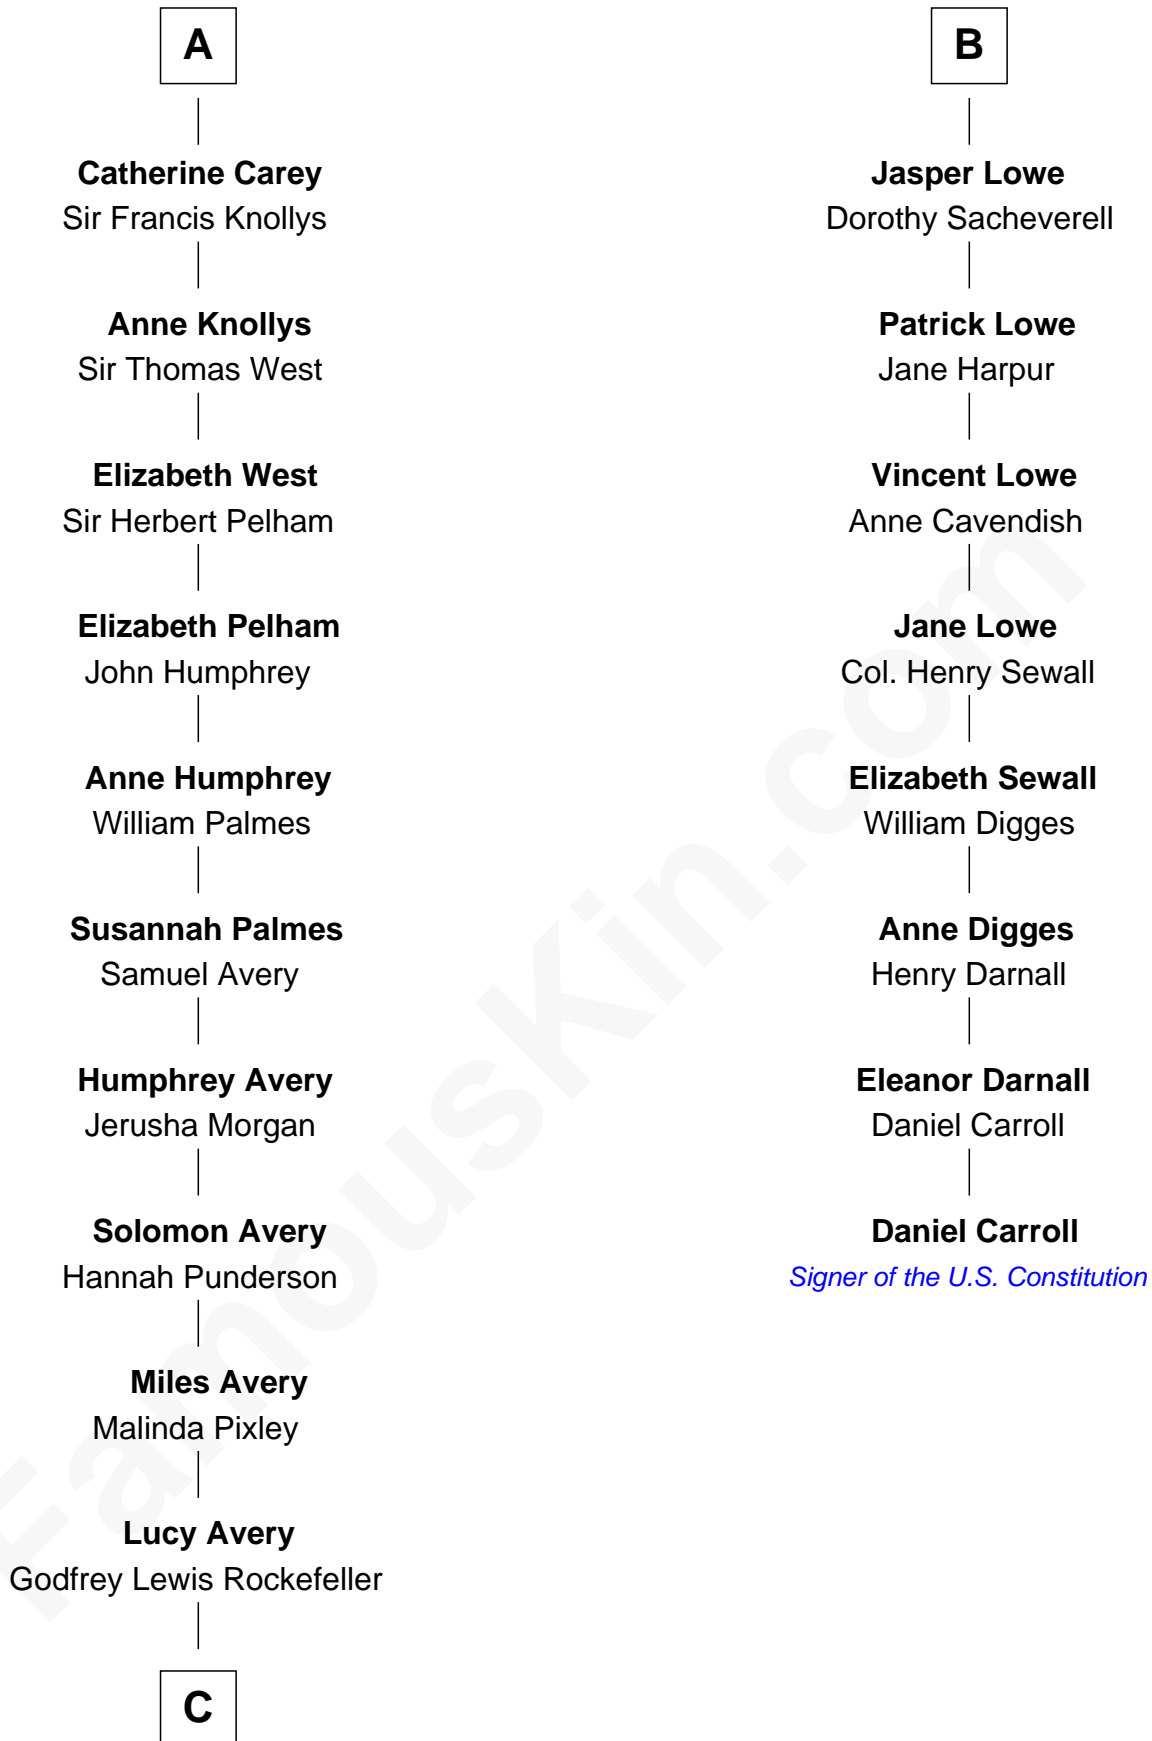 A
Catherine Carey
Sir Francis Knollys
Anne Knollys
Sir Thomas West
Elizabeth West
Sir Herbert Pelham
Elizabeth Pelham
John Humphrey
Anne Humphrey
William Palmes
Susannah Palmes
Samuel Avery
Humphrey Avery
Jerusha Morgan
Solomon Avery
Hannah Punderson
Miles Avery
Malinda Pixley
Lucy Avery
Godfrey Lewis Rockefeller
C
B
Jasper Lowe
Dorothy Sacheverell
Patrick Lowe
Jane Harpur
Vincent Lowe
Anne Cavendish
Jane Lowe
Col. Henry Sewall
Elizabeth Sewall
William Digges
Anne Digges
Henry Darnall
Eleanor Darnall
Daniel Carroll
Daniel Carroll
Signer of the U.S. Constitution
FamousKin.com